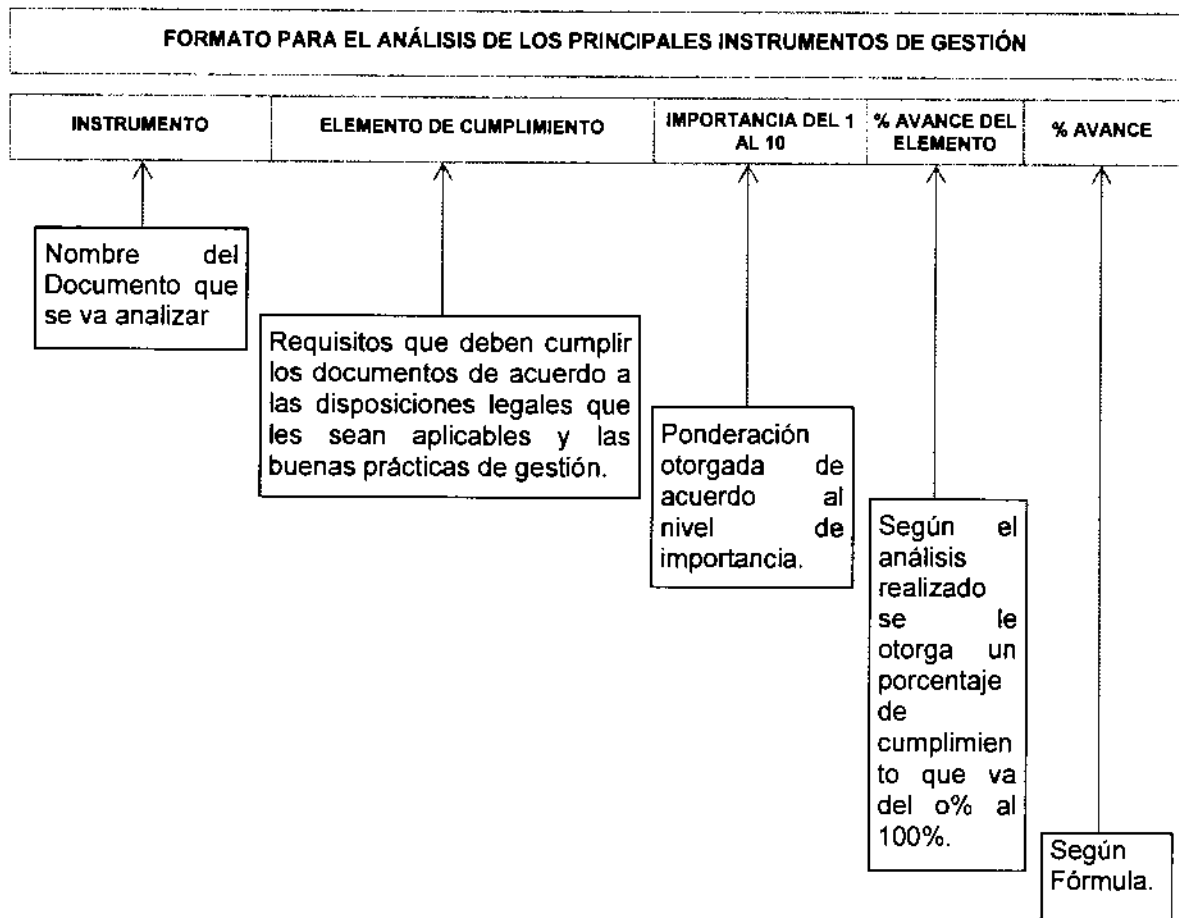 FORMATO PARA EL ANÁLISIS DE LOS PRINCIPALES INSTRUMENTOS DE GESTIÓN
INSTRUMENTO
ELEMENTO DE CUMPLIMIENTO
IMPORTANCIA DEL 1
AL 10
% AVANCE DEL
ELEMENTO
% AVANCE
Nombre del
Documento que
se va analizar
Requisitos que deben cumplir
los documentos de acuerdo a
las disposiciones legales que
les sean aplicables y las
buenas prácticas de gestión.
Ponderación
otorgada de
acuerdo al
nivel de
importancia.
Según el
análisis
realizado
se le
otorga un
porcentaje
de
cumplimien
to que va
del o% al
100%.
Según
Fórmula.